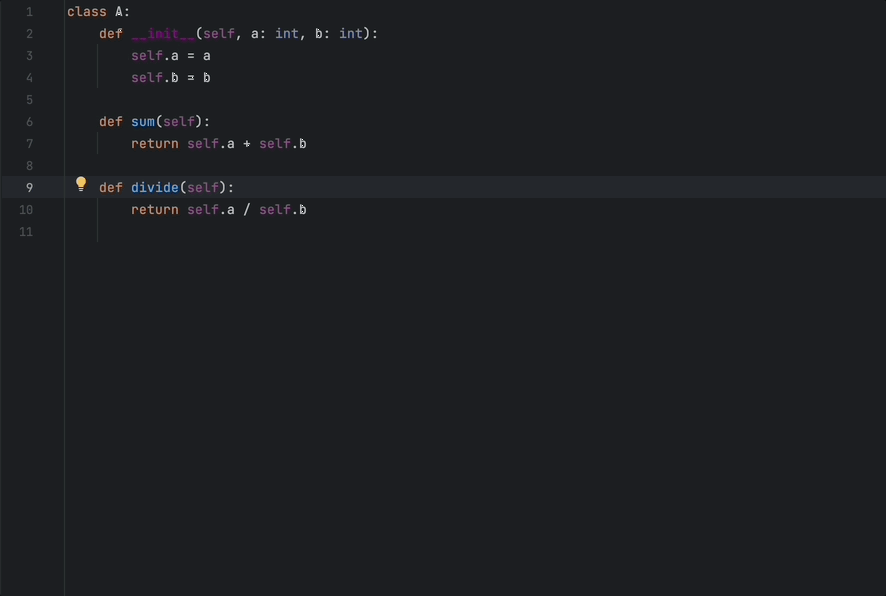 1 class A:
2     def __init__(self, a: int, b: int):
3         self.a = a
4         self.b = b
5
6     def sum(self):
7         return self.a + self.b
8
9     def divide(self):
10         return self.a / self.b
11